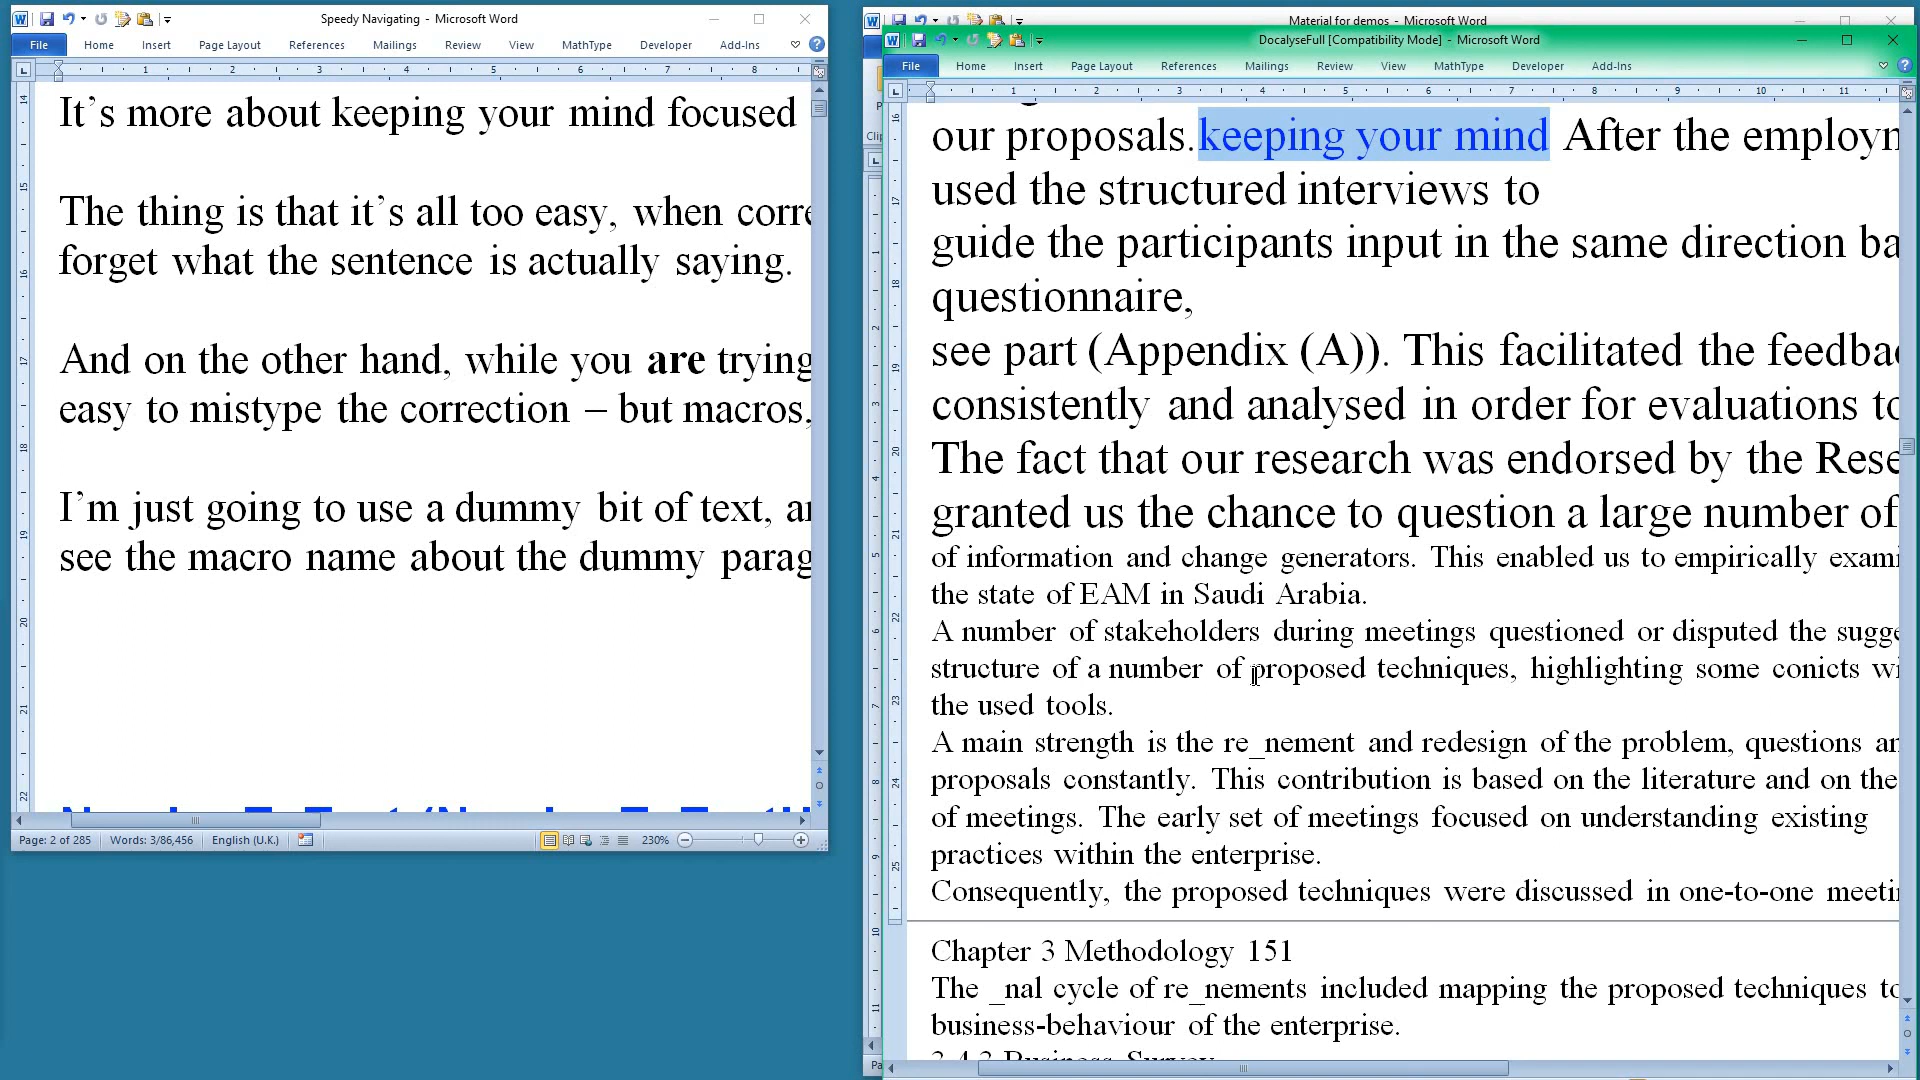 Speedy Navigating - Microsoft Word
File Home Insert Page Layout References Mailings Review View MathType Developer Add-Ins
It’s more about keeping your mind focused
The thing is that it’s all too easy, when corre
forget what the sentence is actually saying.
And on the other hand, while you are trying
easy to mistype the correction – but macros,
I’m just going to use a dummy bit of text, an
see the macro name about the dummy parag
Page: 2 of 285 Words: 3/86,456 English (U.K.) 230%
Material for demos - Microsoft Word
DocalyseFull [Compatibility Mode] - Microsoft Word
File Home Insert Page Layout References Mailings Review View MathType Developer Add-Ins
our proposals.keeping your mind After the employm
used the structured interviews to
guide the participants input in the same direction ba
questionnaire,
see part (Appendix (A)). This facilitated the feedbac
consistently and analysed in order for evaluations to
The fact that our research was endorsed by the Rese
granted us the chance to question a large number of
of information and change generators. This enabled us to empirically exami
the state of EAM in Saudi Arabia.
A number of stakeholders during meetings questioned or disputed the sugge
structure of a number of proposed techniques, highlighting some conicts wi
the used tools.
A main strength is the re_nement and redesign of the problem, questions an
proposals constantly. This contribution is based on the literature and on the
of meetings. The early set of meetings focused on understanding existing
practices within the enterprise.
Consequently, the proposed techniques were discussed in one-to-one meeti
Chapter 3 Methodology 151
The _nal cycle of re_nements included mapping the proposed techniques to
business-behaviour of the enterprise.
3.4.3 Business Survey